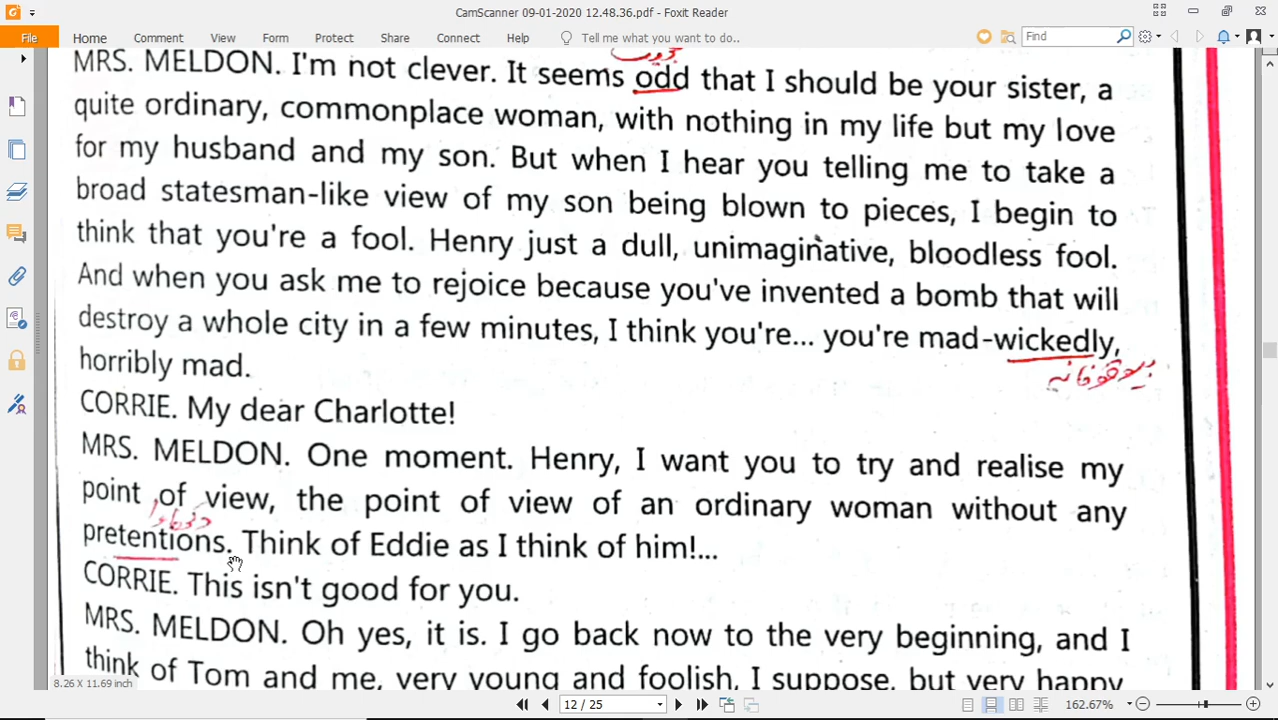 CamScanner 09-01-2020 12.48.36.pdf - Foxit Reader
File Home Comment View Form Protect Share Connect Help Tell me what you want to do.. Find
MRS. MELDON. I'm not clever. It seems odd that I should be your sister, a
quite ordinary, commonplace woman, with nothing in my life but my love
for my husband and my son. But when I hear you telling me to take a
broad statesman-like view of my son being blown to pieces, I begin to
think that you're a fool. Henry just a dull, unimaginative, bloodless fool.
And when you ask me to rejoice because you've invented a bomb that will
destroy a whole city in a few minutes, I think you're... you're mad-wickedly,
horribly mad.
بیوقوفانہ
CORRIE. My dear Charlotte!
MRS. MELDON. One moment. Henry, I want you to try and realise my
point of view, the point of view of an ordinary woman without any
pretentions. Think of Eddie as I think of him!...
CORRIE. This isn't good for you.
MRS. MELDON. Oh yes, it is. I go back now to the very beginning, and I
think of Tom and me, very young and foolish, I suppose, but very happy
8.26 x 11.69 inch
12 / 25
162.67%